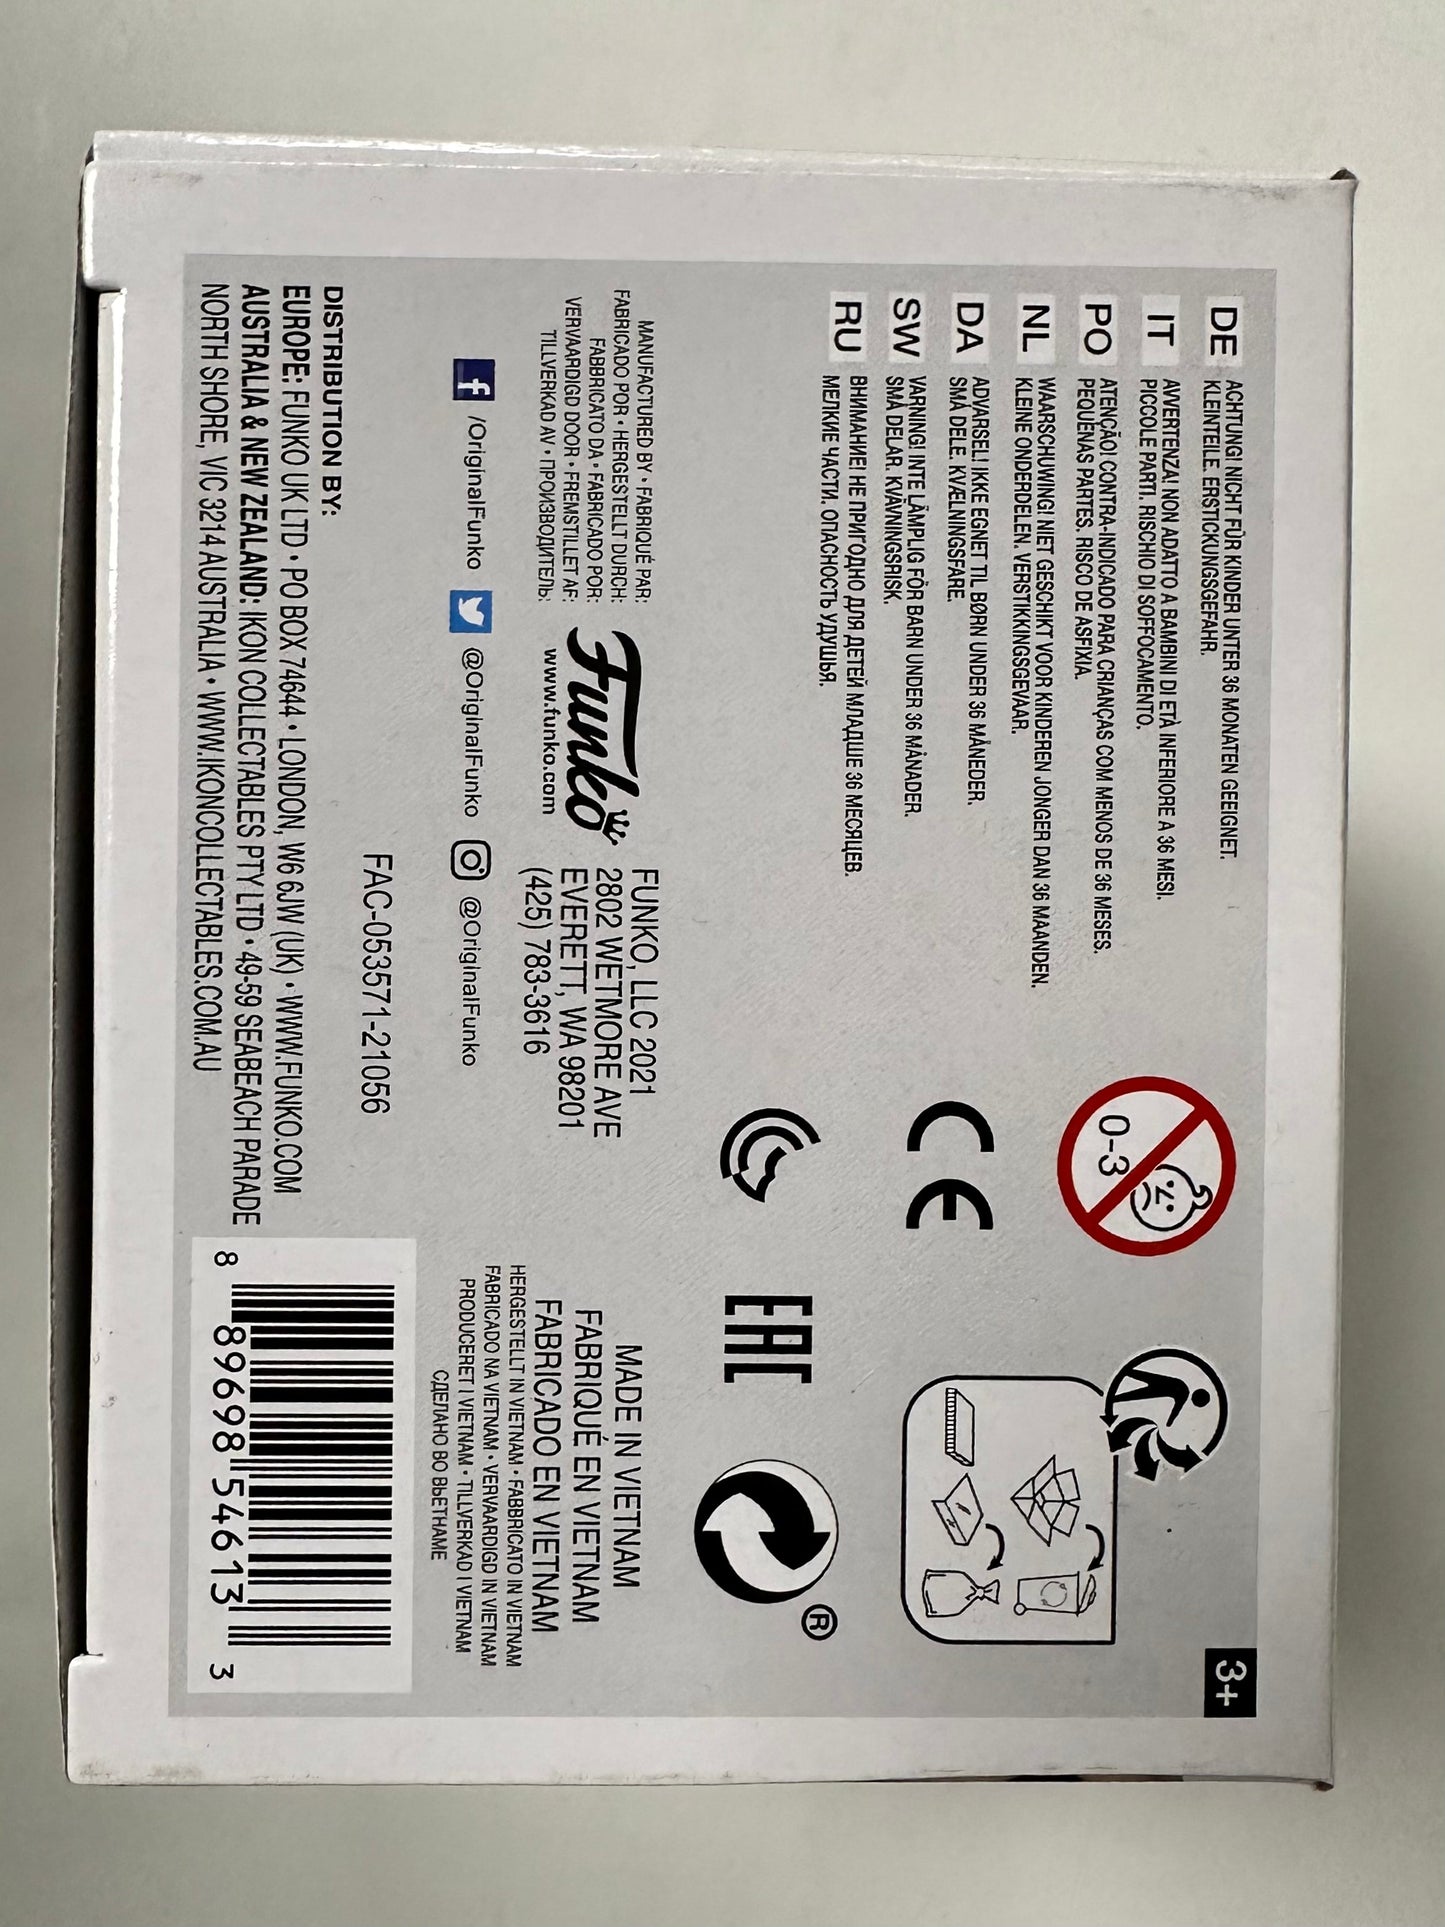 DE ACHTUNG! NICHT FÜR KINDER UNTER 36 MONATEN GEEIGNET.
KLEINTEILE. ERSTICKUNGSGEFAHR.
IT AVVERTENZA! NON ADATTO A BAMBINI DI ETÀ INFERIORE A 36 MESI.
PICCOLE PARTI. RISCHIO DI SOFFOCAMENTO.
PO ATENÇÃO! CONTRA-INDICADO PARA CRIANÇAS COM MENOS DE 36 MESES.
PEQUENAS PARTES. RISCO DE ASFIXIA.
NL WAARSCHUWING! NIET GESCHIKT VOOR KINDEREN JONGER DAN 36 MAANDEN.
KLEINE ONDERDELEN. VERSTIKKINGSGEVAAR.
DA ADVARSEL! IKKE EGNET TIL BØRN UNDER 36 MÅNEDER.
SMÅ DELE. KVÆLNINGSFARE.
SW VARNING! INTE LÄMPLIG FÖR BARN UNDER 36 MÅNADER.
SMÅ DELAR. KVÄVNINGSRISK.
RU ВНИМАНИЕ! НЕ ПРИГОДНО ДЛЯ ДЕТЕЙ МЛАДШЕ 36 МЕСЯЦЕВ.
МЕЛКИЕ ЧАСТИ. ОПАСНОСТЬ УДУШЬЯ.
0-3
3+
CE
EAC
®
MANUFACTURED BY • FABRIQUÉ PAR:
FABRICADO POR • HERGESTELLT DURCH:
FABBRICATO DA • FABRICADO POR:
VERVAARDIGD DOOR • FREMSTILLET AF:
TILLVERKAD AV • ПРОИЗВОДИТЕЛЬ:
Funko
www.funko.com
FUNKO, LLC 2021
2802 WETMORE AVE
EVERETT, WA 98201
(425) 783-3616
MADE IN VIETNAM
FABRIQUÉ EN VIETNAM
FABRICADO EN VIETNAM
HERGESTELLT IN VIETNAM • FABBRICATO IN VIETNAM
FABRICADO NA VIETNAM • VERVAARDIGD IN VIETNAM
PRODUCERET I VIETNAM • TILLVERKAD I VIETNAM
СДЕЛАНО ВО ВЬЕТНАМЕ
f /OriginalFunko @OriginalFunko @OriginalFunko
FAC-053571-21056
DISTRIBUTION BY:
EUROPE: FUNKO UK LTD • PO BOX 74644 • LONDON, W6 6JW (UK) • WWW.FUNKO.COM
AUSTRALIA & NEW ZEALAND: IKON COLLECTABLES PTY LTD • 49-59 SEABEACH PARADE
NORTH SHORE, VIC 3214 AUSTRALIA • WWW.IKONCOLLECTABLES.COM.AU
8 89698 54613 3